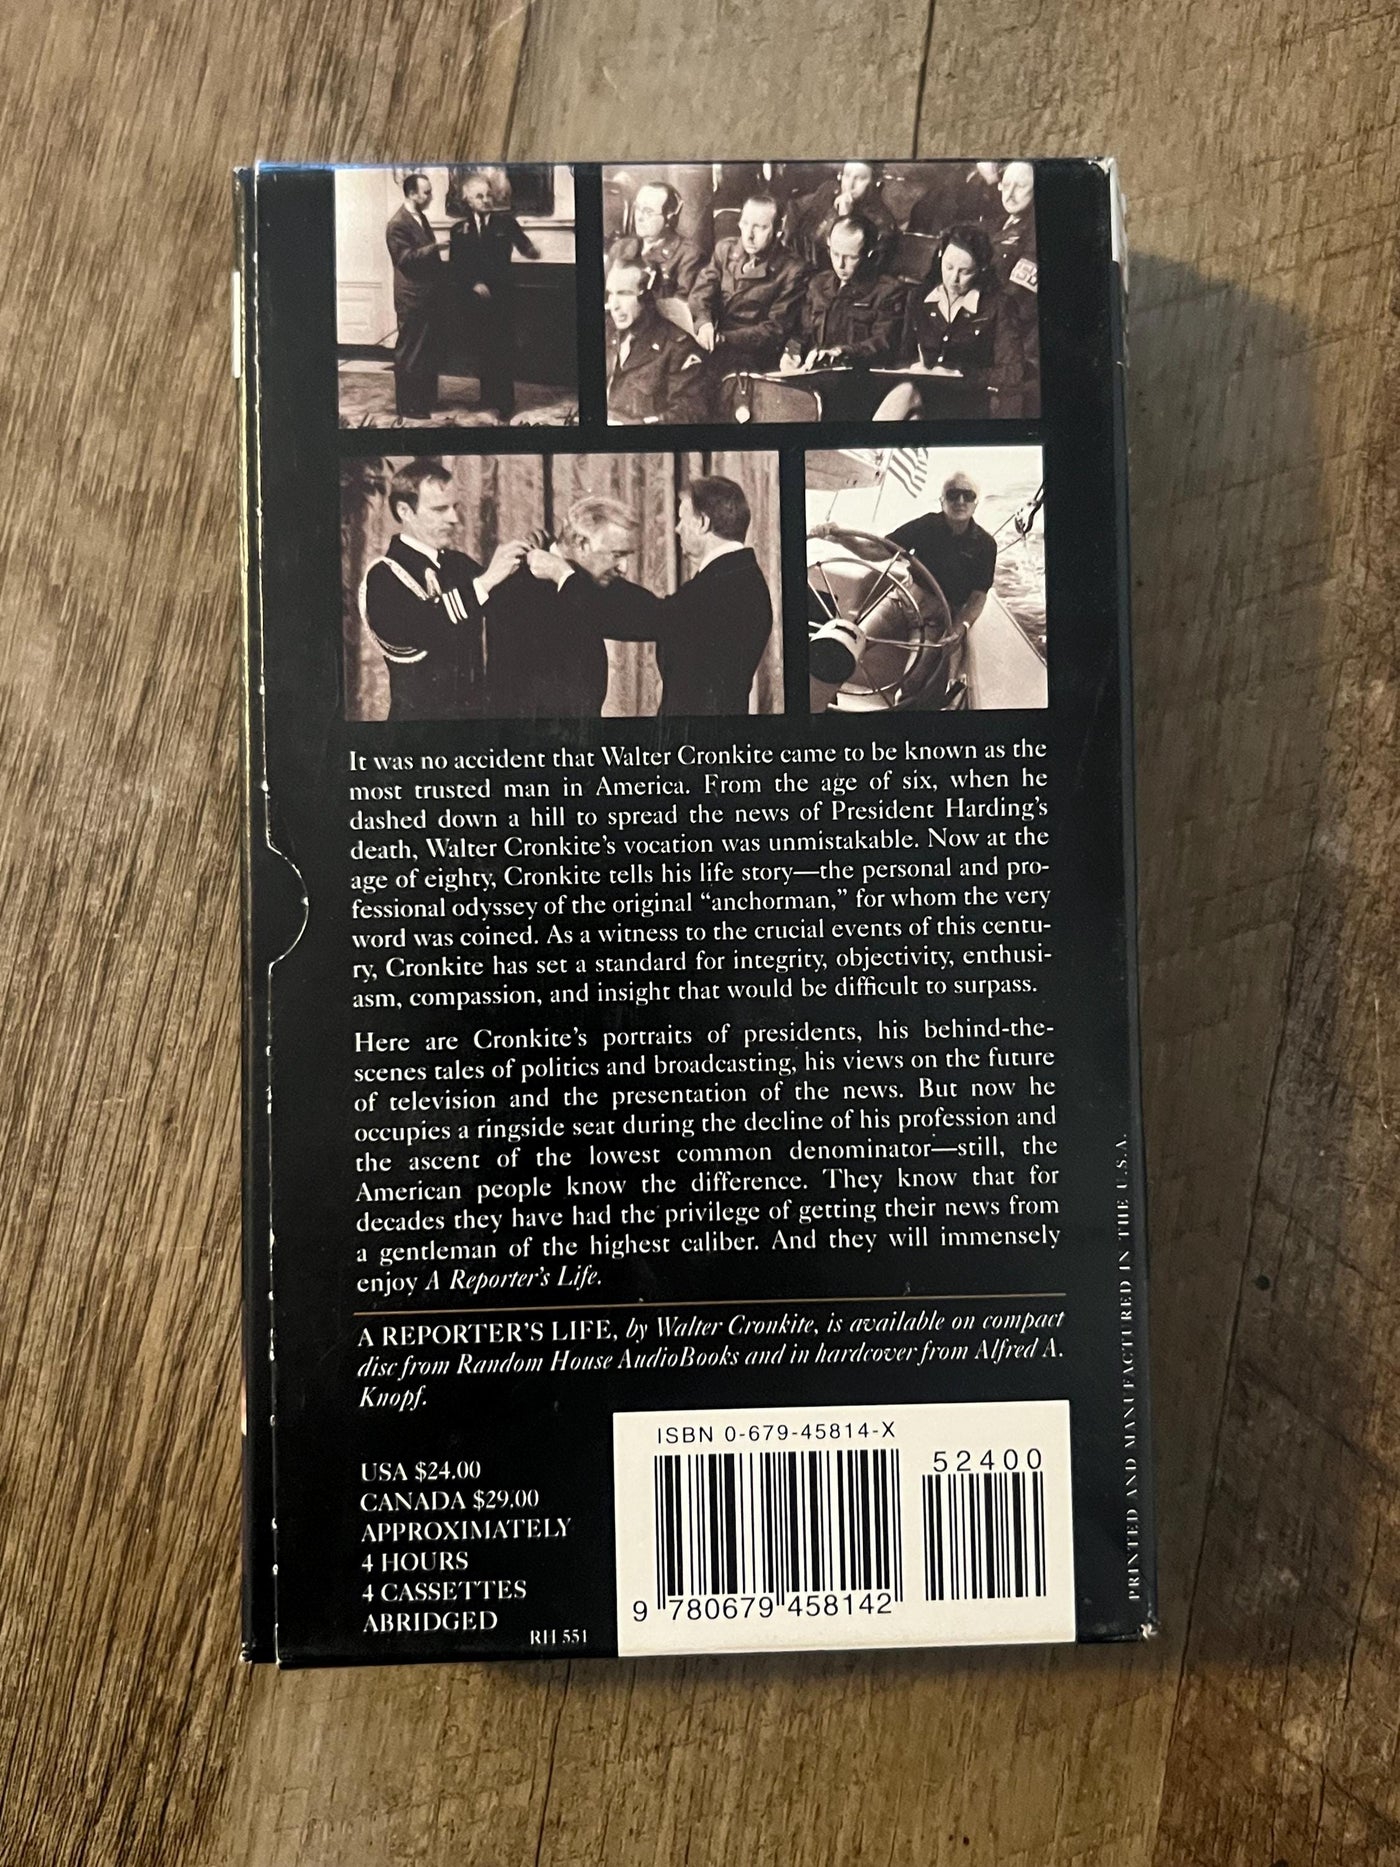 It was no accident that Walter Cronkite came to be known as the
most trusted man in America. From the age of six, when he
dashed down a hill to spread the news of President Harding's
death, Walter Cronkite's vocation was unmistakable. Now at the
age of eighty, Cronkite tells his life story—the personal and pro-
fessional odyssey of the original “anchorman,” for whom the very
word was coined. As a witness to the crucial events of this centu-
ry, Cronkite has set a standard for integrity, objectivity, enthusi-
asm, compassion, and insight that would be difficult to surpass.
Here are Cronkite's portraits of presidents, his behind-the-
scenes tales of politics and broadcasting, his views on the future
of television and the presentation of the news. But now he
occupies a ringside seat during the decline of his profession and
the ascent of the lowest common denominator—still, the
American people know the difference. They know that for
decades they have had the privilege of getting their news from
a gentleman of the highest caliber. And they will immensely
enjoy A Reporter's Life.
A REPORTER'S LIFE, by Walter Cronkite, is available on compact
disc from Random House AudioBooks and in hardcover from Alfred A.
Knopf.
USA $24.00
CANADA $29.00
APPROXIMATELY
4 HOURS
4 CASSETTES
ABRIDGED
RH 551
ISBN 0-679-45814-X
52400
9 780679 458142
PRINTED AND MANUFACTURED IN THE U.S.A.